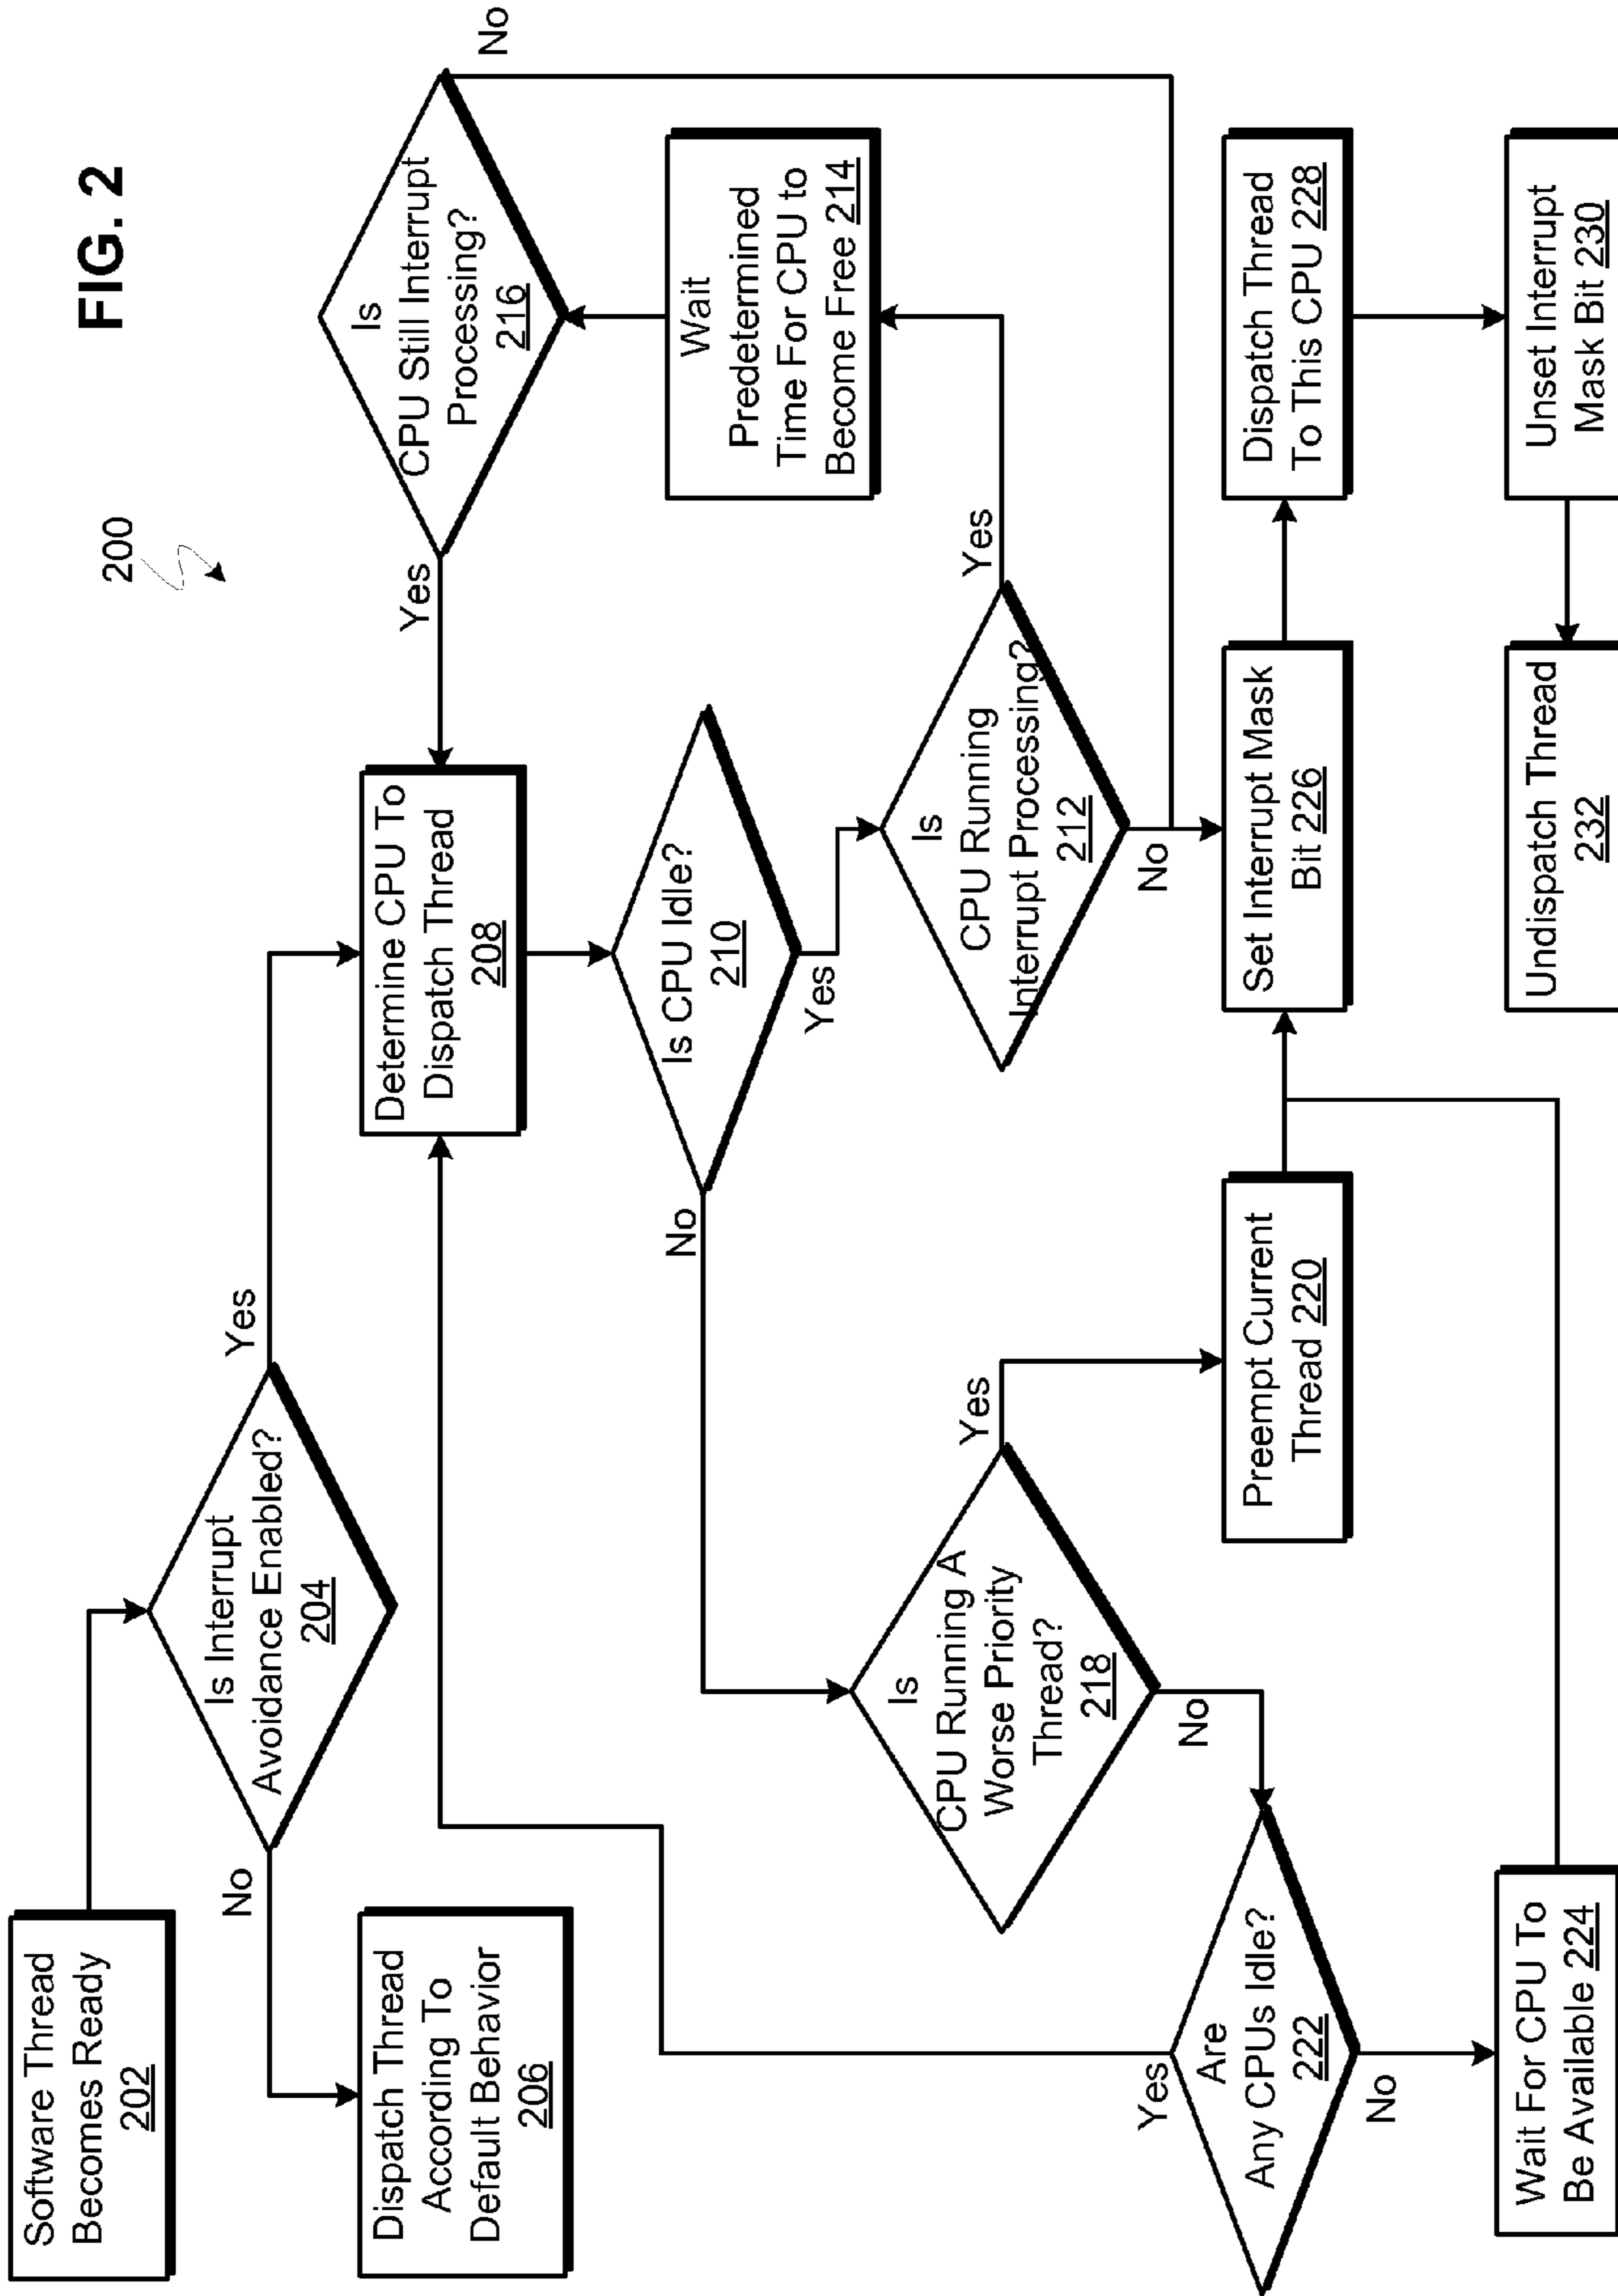 FIG. 2
200
Software Thread
Becomes Ready
202
Is Interrupt
Avoidance Enabled?
204
No
Yes
Dispatch Thread
According To
Default Behavior
206
Determine CPU To
Dispatch Thread
208
Is CPU Idle?
210
No
Yes
Is
CPU Running
Interrupt Processing?
212
Yes
No
Wait
Predetermined
Time For CPU to
Become Free 214
Is
CPU Still Interrupt
Processing?
216
Yes
No
Is
CPU Running A
Worse Priority
Thread?
218
Yes
No
Preempt Current
Thread 220
Are
Any CPUs Idle?
222
Yes
No
Wait For CPU To
Be Available 224
Set Interrupt Mask
Bit 226
Dispatch Thread
To This CPU 228
Unset Interrupt
Mask Bit 230
Undispatch Thread
232